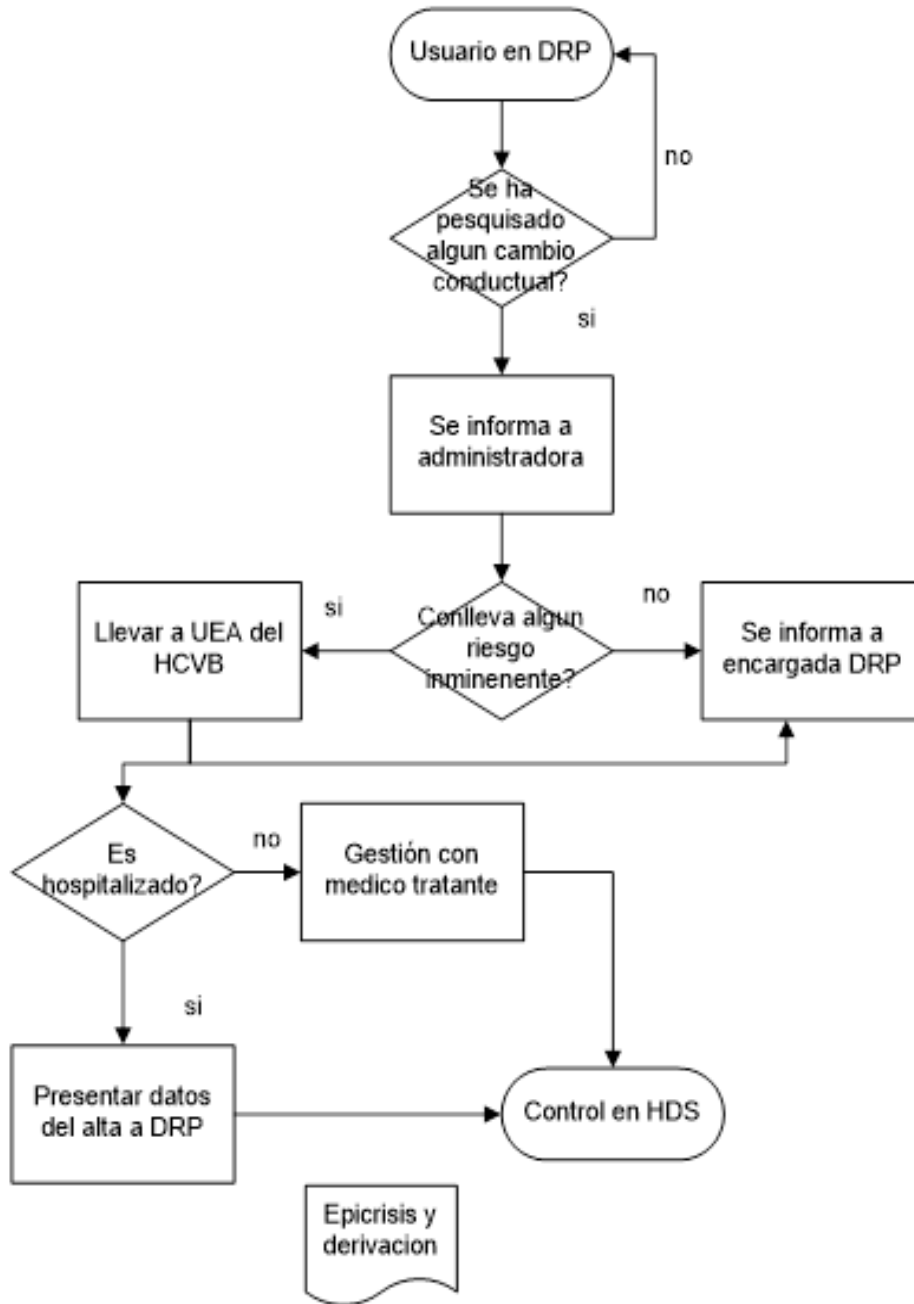 Usuario en DRP
no
Se ha
pesquisado
algun cambio
conductual?
si
Se informa a
administradora
si
no
Llevar a UEA del
HCVB
Conlleva algun
riesgo
inminenente?
Se informa a
encargada DRP
Es
hospitalizado?
no
Gestión con
medico tratante
si
Presentar datos
del alta a DRP
Control en HDS
Epicrisis y
derivacion